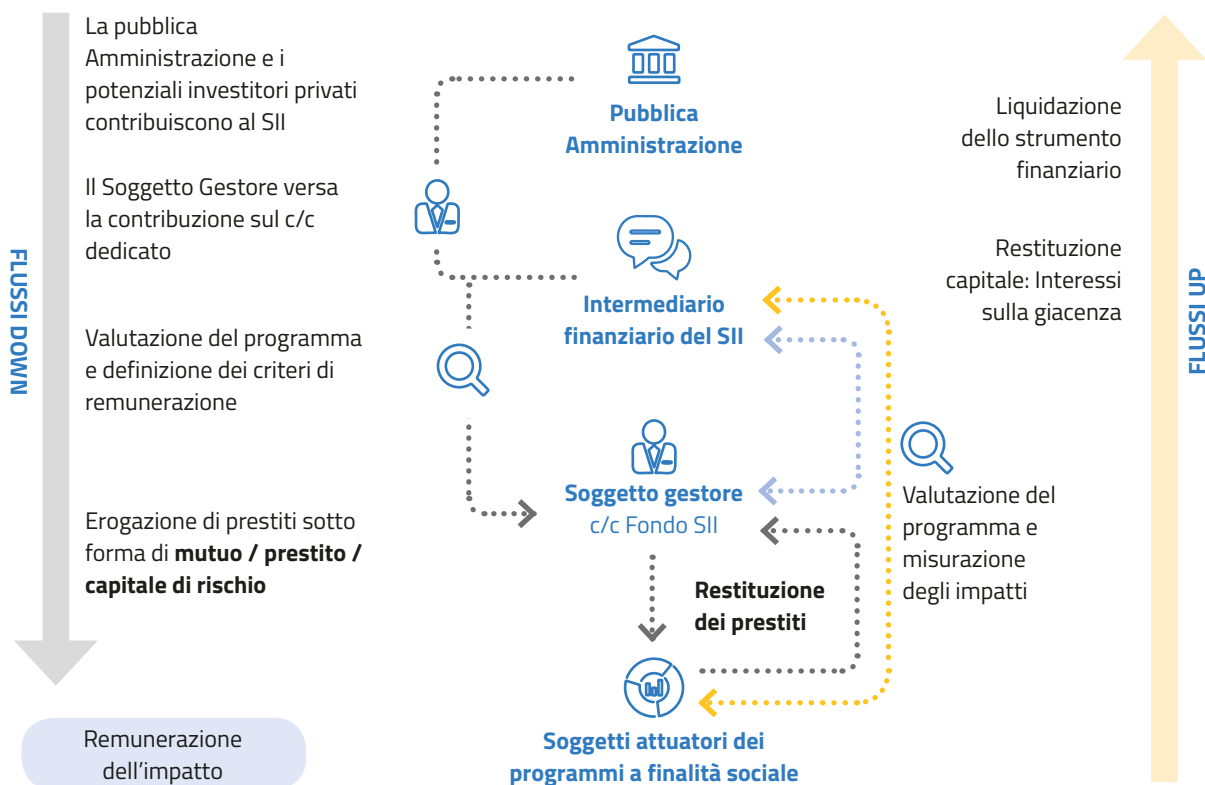 La pubblica
Amministrazione e i
potenziali investitori privati
contribuiscono al SII
Il Soggetto Gestore versa
la contribuzione sul c/c
dedicato
Valutazione del programma
e definizione dei criteri di
remunerazione
Erogazione di prestiti sotto
forma di mutuo / prestito /
capitale di rischio
FLUSSI DOWN
Remunerazione
dell’impatto
Pubblica
Amministrazione
Intermediario
finanziario del SII
Soggetto gestore
c/c Fondo SII
Restituzione
dei prestiti
Soggetti attuatori dei
programmi a finalità sociale
Liquidazione
dello strumento
finanziario
Restituzione
capitale: Interessi
sulla giacenza
Valutazione del
programma e
misurazione
degli impatti
FLUSSI UP